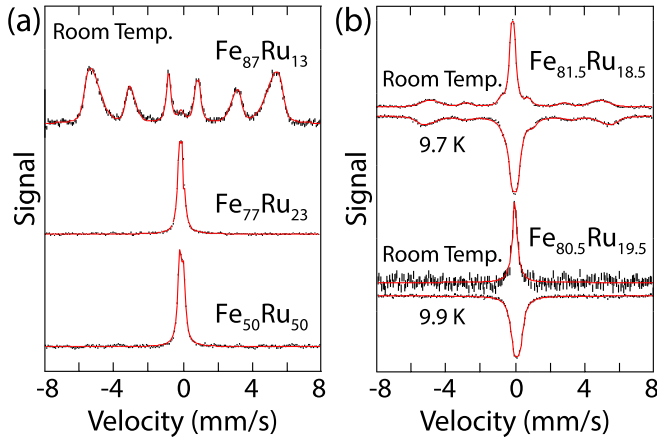 (a)
Room Temp.
Fe87Ru13
Fe77Ru23
Fe50Ru50
Signal
-8 -4 0 4 8
Velocity (mm/s)
(b)
Room Temp.
Fe81.5Ru18.5
9.7 K
Room Temp.
Fe80.5Ru19.5
9.9 K
Signal
-8 -4 0 4 8
Velocity (mm/s)